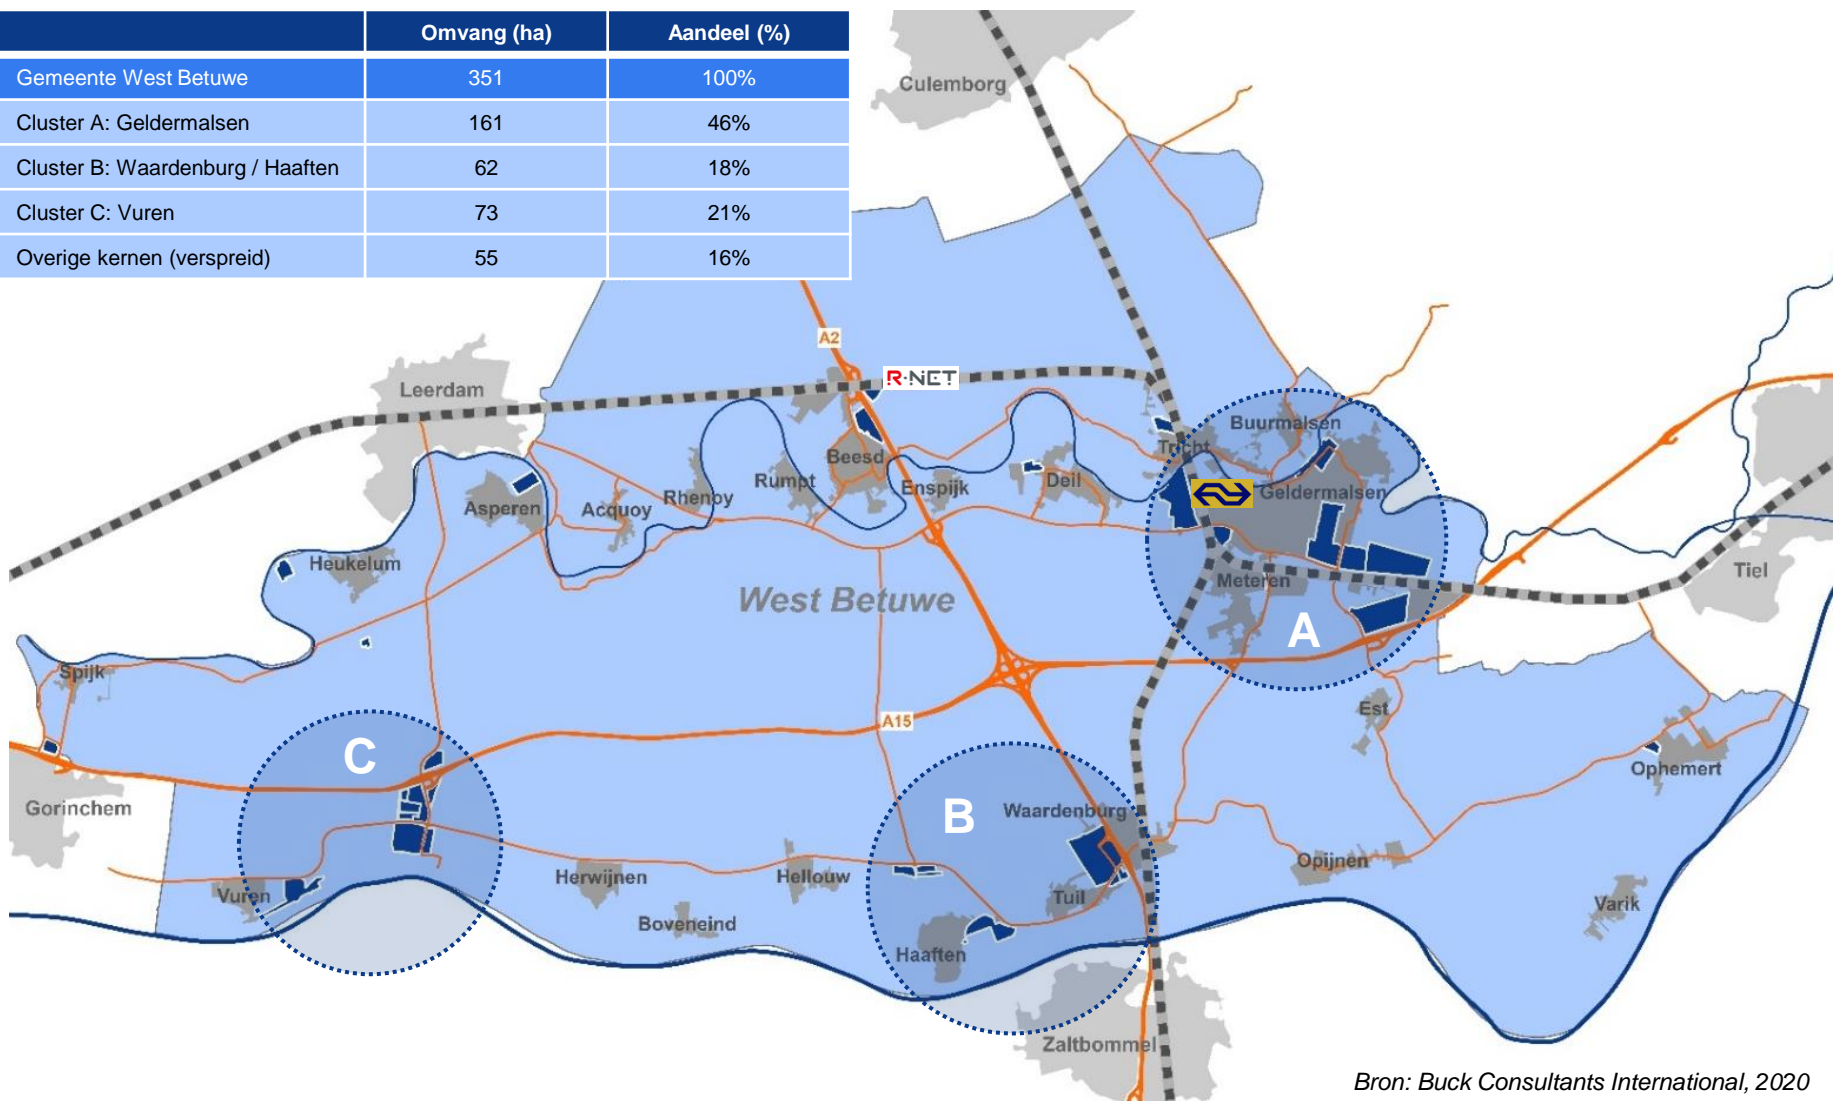 Omvang (ha) Aandeel (%)
Gemeente West Betuwe 351 100%
Cluster A: Geldermalsen 161 46%
Cluster B: Waardenburg / Haaften 62 18%
Cluster C: Vuren 73 21%
Overige kernen (verspreid) 55 16%
Culemborg
A2
R·NET
Leerdam
Buurmalsen
Tricht
Beesd
Rumpt
Enspijk
Deil
Geldermalsen
Rhenoy
Asperen
Acquoy
Heukelum
Tiel
Meteren
West Betuwe
A
Spijk
Est
A15
C
Ophemert
Gorinchem
B
Waardenburg
Opijnen
Herwijnen
Hellouw
Vuren
Tuil
Varik
Boveneind
Haaften
Zaltbommel
Bron: Buck Consultants International, 2020